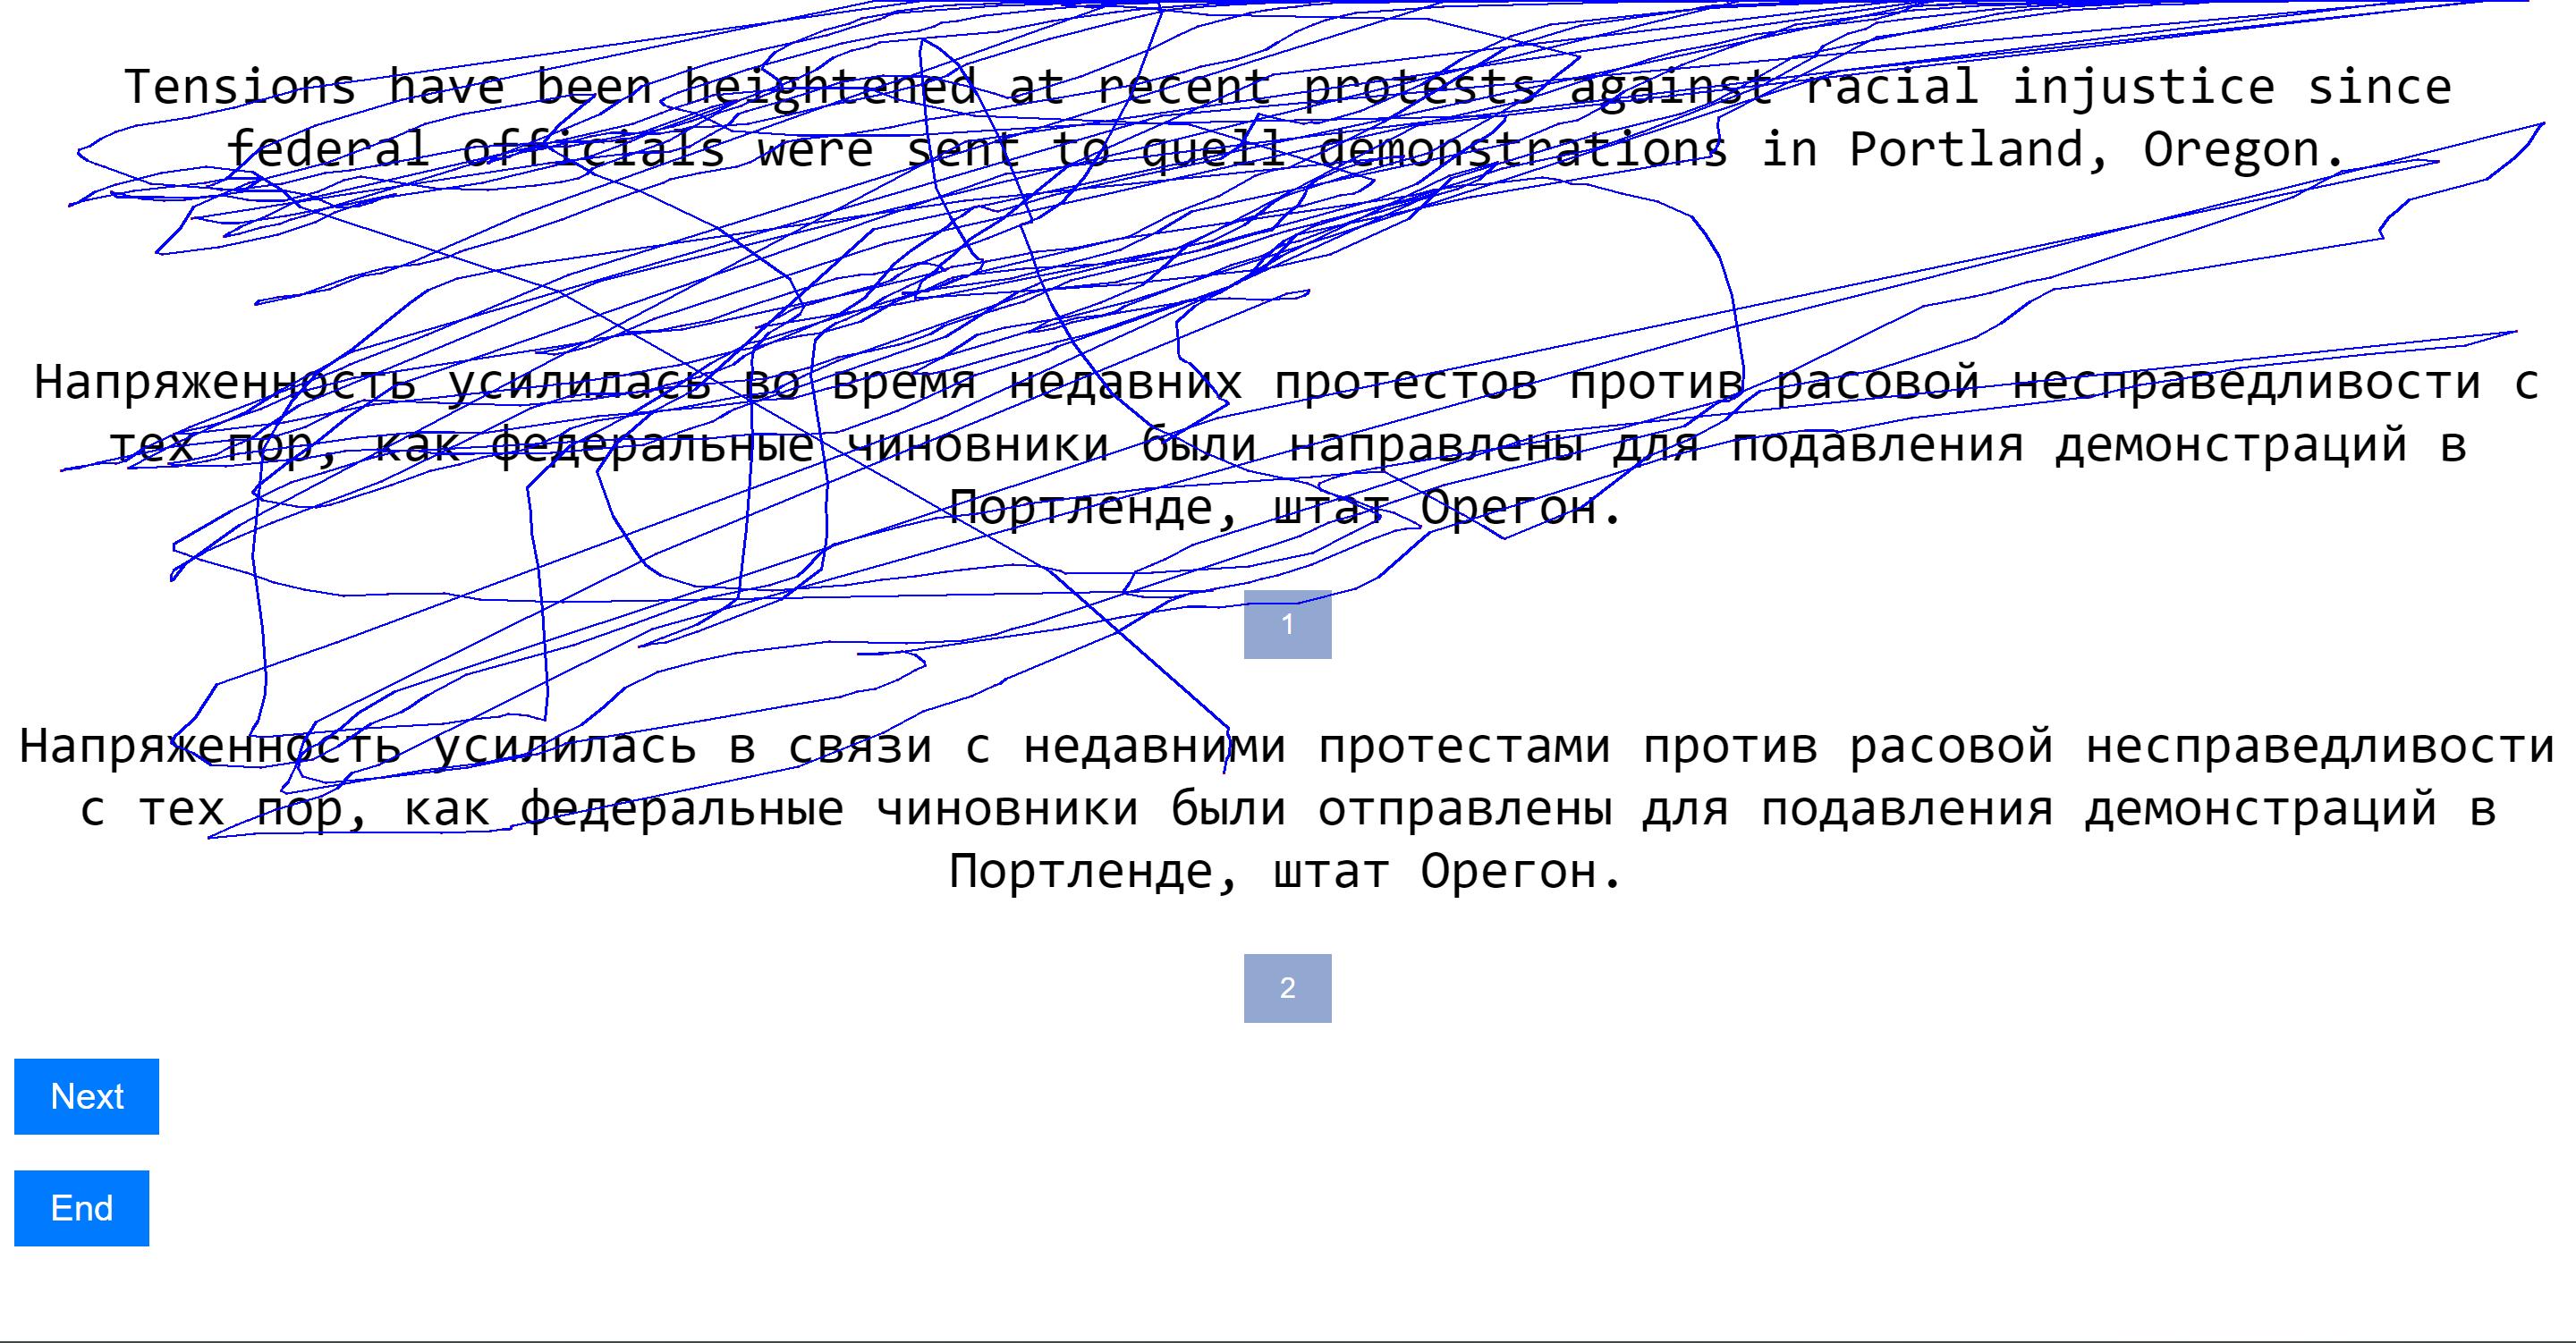 Tensions have been heightened at recent protests against racial injustice since
federal officials were sent to quell demonstrations in Portland, Oregon.
Напряженность усилилась во время недавних протестов против расовой несправедливости с
тех пор, как федеральные чиновники были направлены для подавления демонстраций в
Портленде, штат Орегон.
1
Напряженность усилилась в связи с недавними протестами против расовой несправедливости
с тех пор, как федеральные чиновники были отправлены для подавления демонстраций в
Портленде, штат Орегон.
2
Next
End